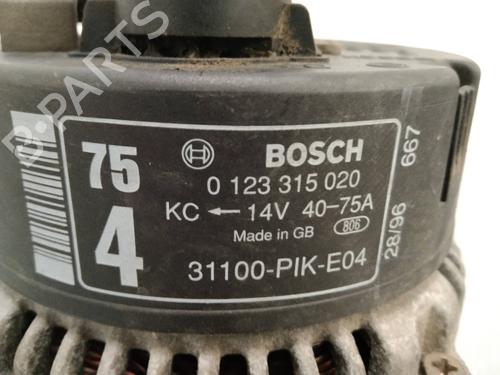 B-PARTS
75
4
BOSCH
0 123 315 020
KC ← 14V 40-75A
Made in GB 806
31100-PIK-E04
28/96 667